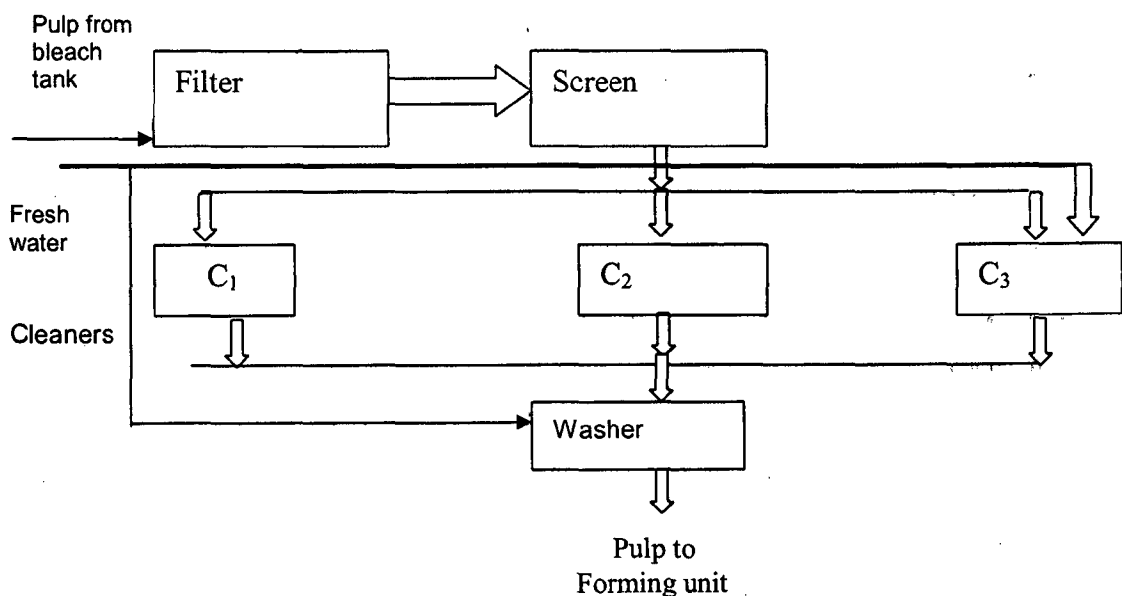 Pulp from
bleach
tank
Filter
Screen
Fresh
water
C₁
C₂
C₃
Cleaners
Washer
Pulp to
Forming unit